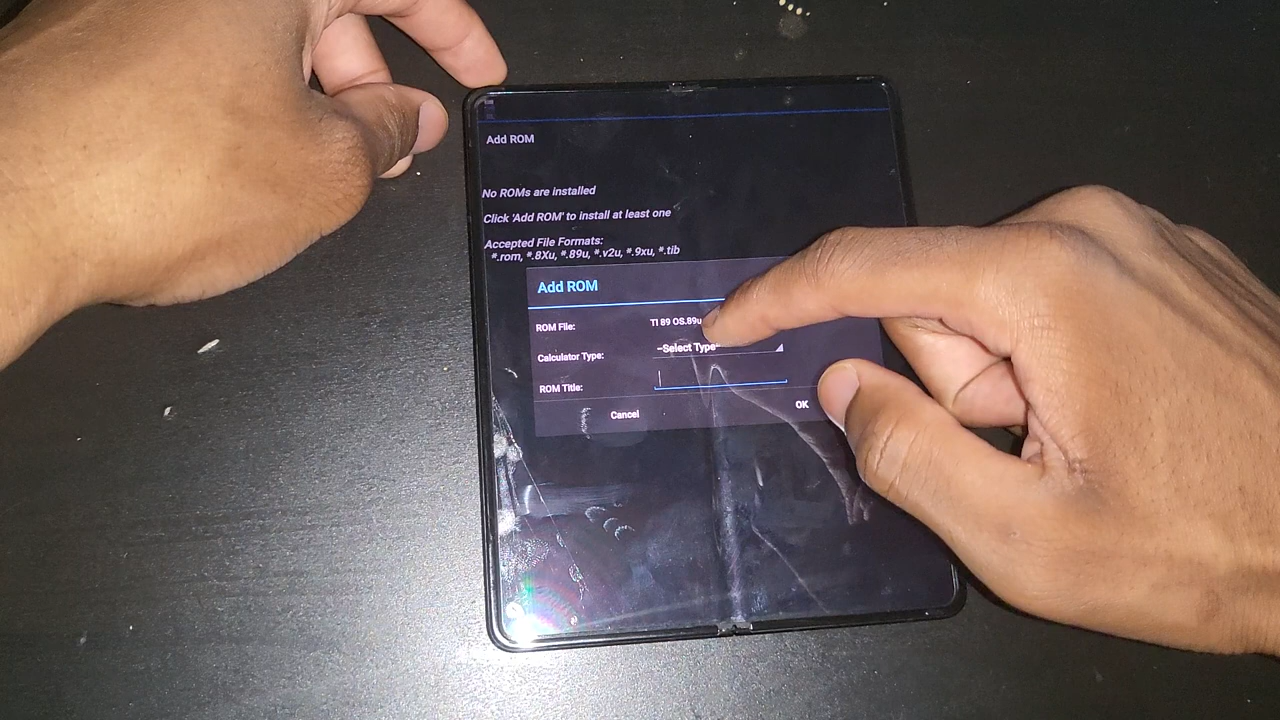 Add ROM
No ROMs are installed
Click 'Add ROM' to install at least one
Accepted File Formats:
*.rom, *.8Xu, *.89u, *.v2u, *.9xu, *.tib
Add ROM
ROM File: TI 89 OS.89u
Calculator Type: --Select Type--
ROM Title:
Cancel OK